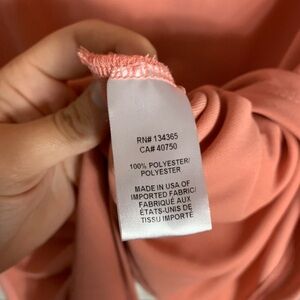 RN# 134365
CA# 40750
100% POLYESTER/
POLYESTER
MADE IN USA OF
IMPORTED FABRIC/
FABRIQUÉ AUX
ÉTATS-UNIS DE
TISSU IMPORTÉ